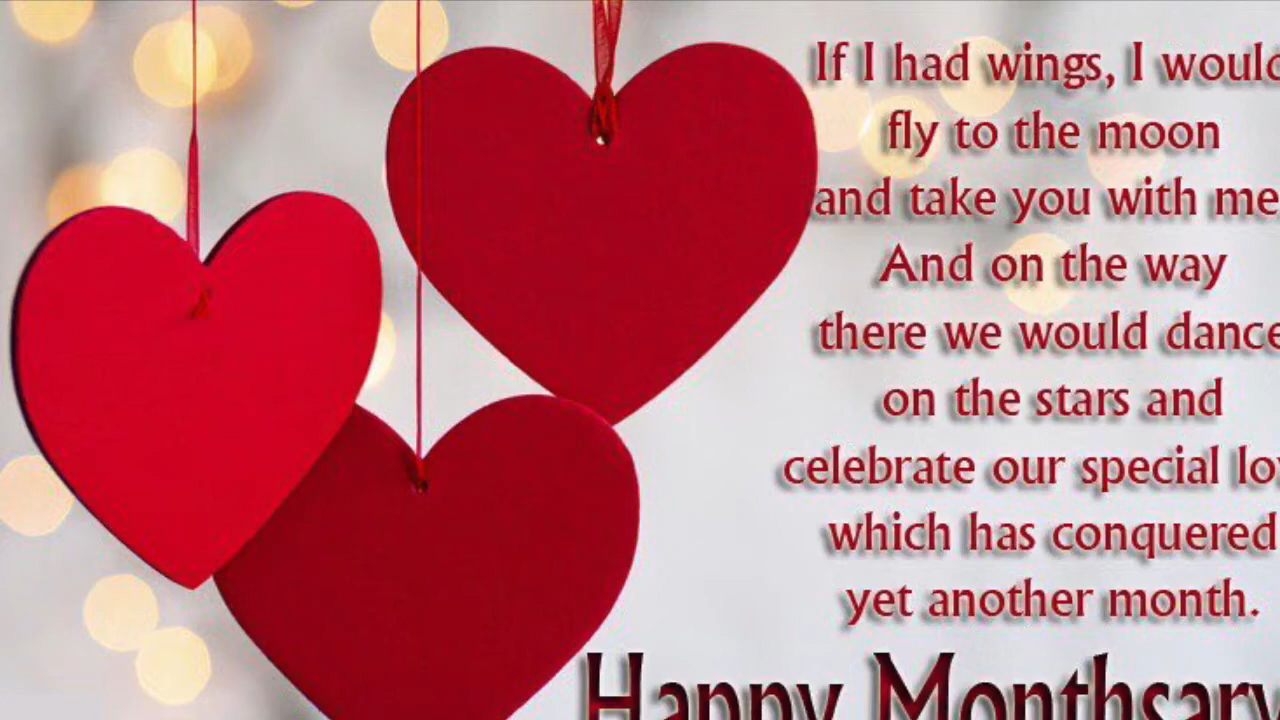 If I had wings, I would
fly to the moon
and take you with me
And on the way
there we would dance
on the stars and
celebrate our special lov
which has conquered
yet another month.
Happy Monthsary